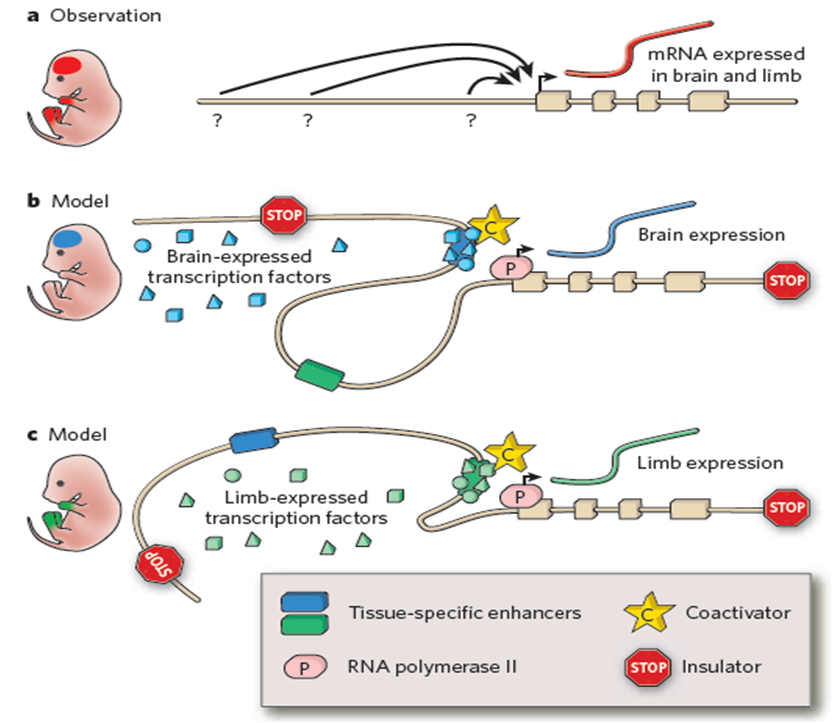 a Observation
mRNA expressed
in brain and limb
? ? ?
b Model
STOP
C
Brain-expressed
transcription factors
P
Brain expression
STOP
c Model
C
Limb expression
Limb-expressed
transcription factors
P
STOP
STOP
Tissue-specific enhancers
C Coactivator
P RNA polymerase II
STOP Insulator